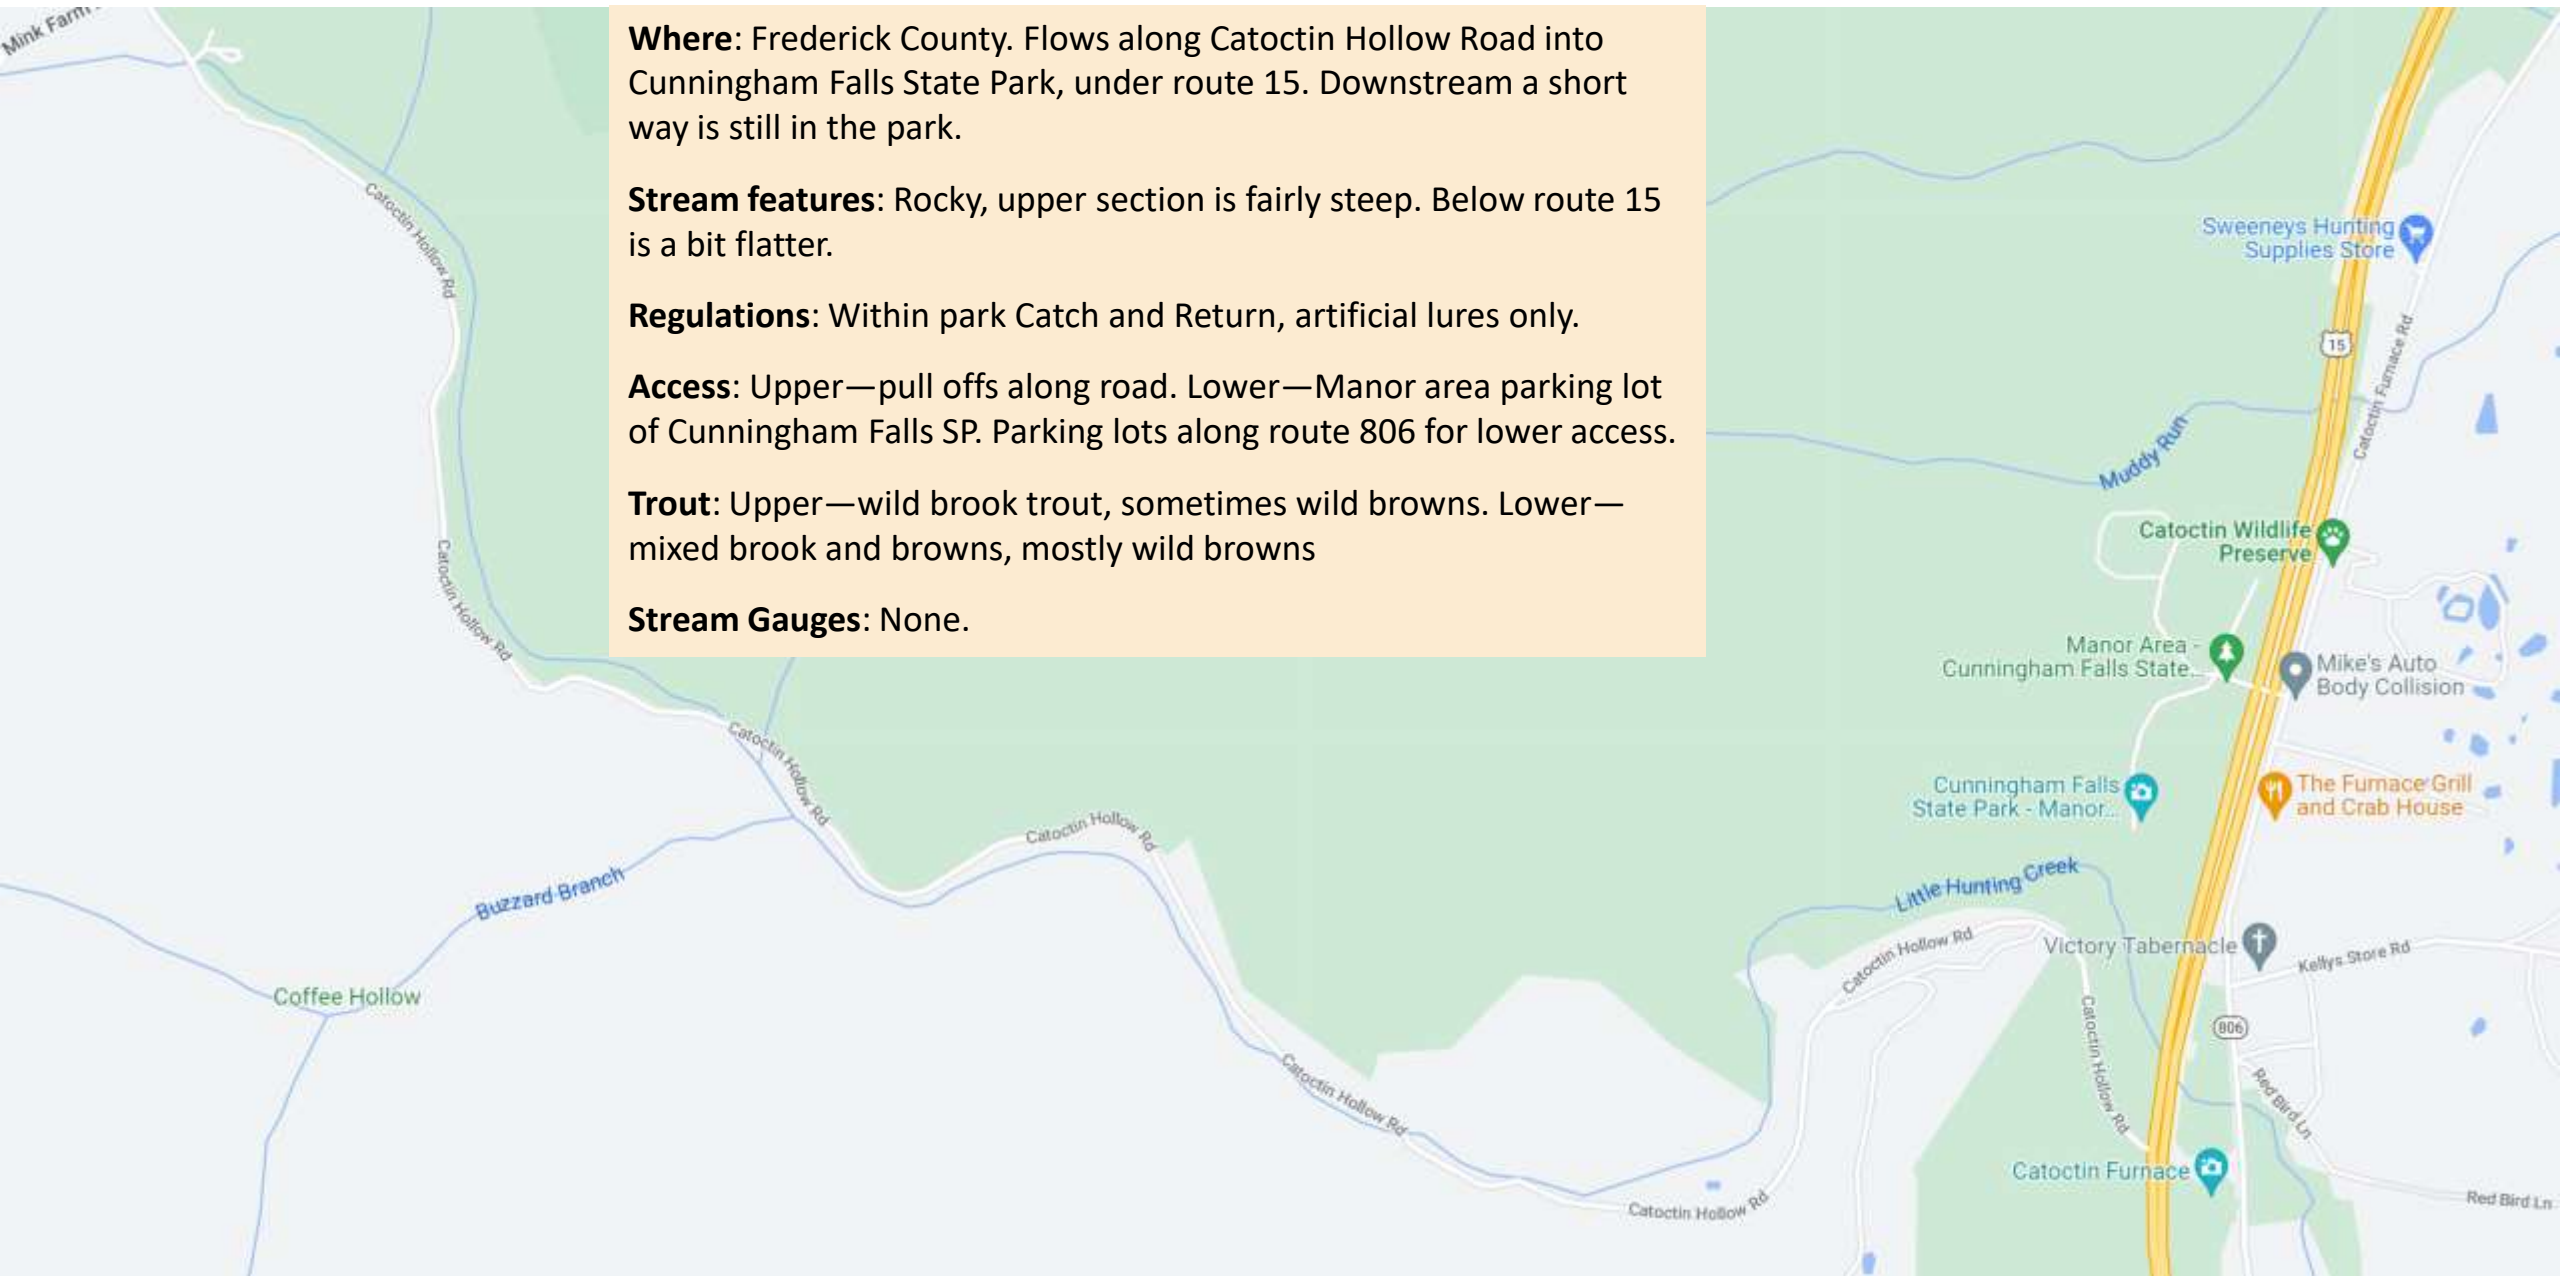 Mink Farm
Where: Frederick County. Flows along Catoctin Hollow Road into
Cunningham Falls State Park, under route 15. Downstream a short
way is still in the park.
Stream features: Rocky, upper section is fairly steep. Below route 15
is a bit flatter.
Regulations: Within park Catch and Return, artificial lures only.
Access: Upper—pull offs along road. Lower—Manor area parking lot
of Cunningham Falls SP. Parking lots along route 806 for lower access.
Trout: Upper—wild brook trout, sometimes wild browns. Lower—
mixed brook and browns, mostly wild browns
Stream Gauges: None.
Catoctin Hollow Rd
Sweeneys Hunting
Supplies Store
15
Catoctin Furnace Rd
Muddy Run
Catoctin Wildlife
Preserve
Catoctin Hollow Rd
Manor Area -
Cunningham Falls State...
Mike's Auto
Body Collision
Catoctin Hollow Rd
Cunningham Falls
State Park - Manor...
The Furnace Grill
and Crab House
Catoctin Hollow Rd
Buzzard Branch
Little Hunting Creek
Catoctin Hollow Rd
Victory Tabernacle
Kellys Store Rd
Coffee Hollow
806
Catoctin Hollow Rd
Catoctin Hollow Rd
Red Bird Ln
Catoctin Furnace
Red Bird Ln
Catoctin Hollow Rd